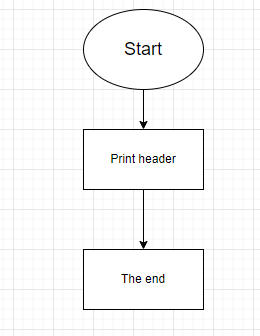 Start
Print header
The end